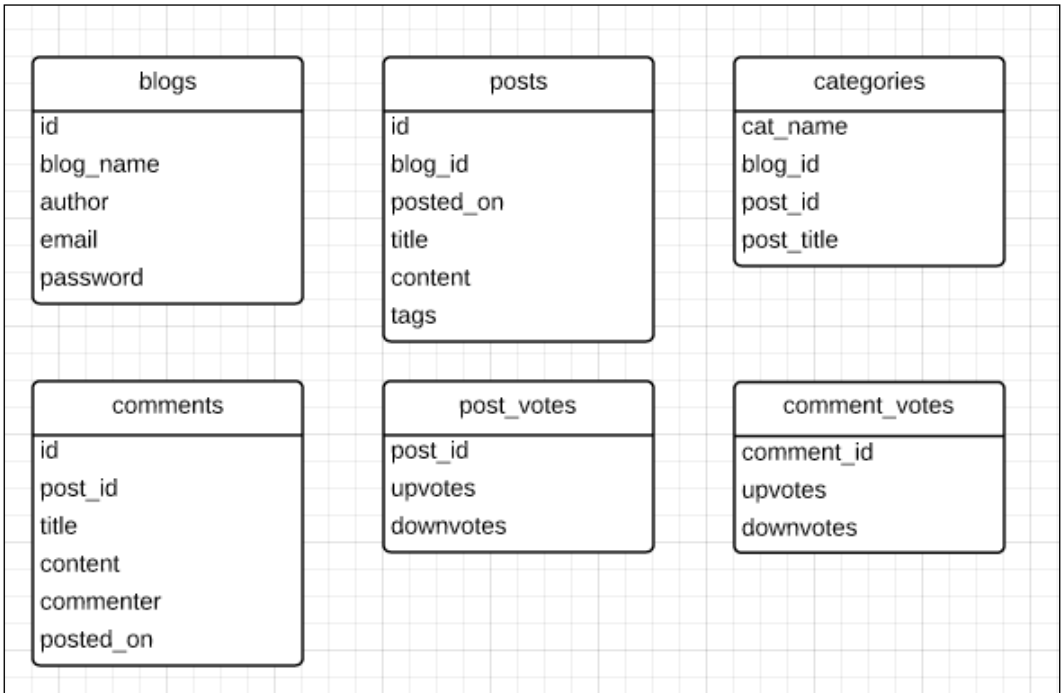 blogs
id
blog_name
author
email
password
posts
id
blog_id
posted_on
title
content
tags
categories
cat_name
blog_id
post_id
post_title
comments
id
post_id
title
content
commenter
posted_on
post_votes
post_id
upvotes
downvotes
comment_votes
comment_id
upvotes
downvotes